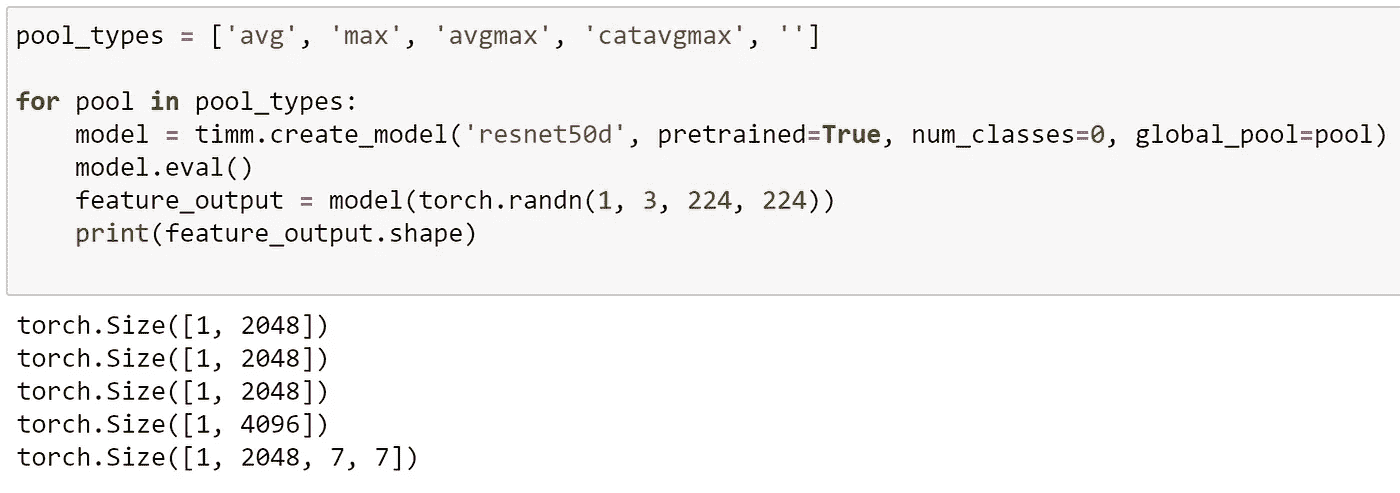 pool_types = ['avg', 'max', 'avgmax', 'catavgmax', '']
for pool in pool_types:
    model = timm.create_model('resnet50d', pretrained=True, num_classes=0, global_pool=pool)
    model.eval()
    feature_output = model(torch.randn(1, 3, 224, 224))
    print(feature_output.shape)
torch.Size([1, 2048])
torch.Size([1, 2048])
torch.Size([1, 2048])
torch.Size([1, 4096])
torch.Size([1, 2048, 7, 7])